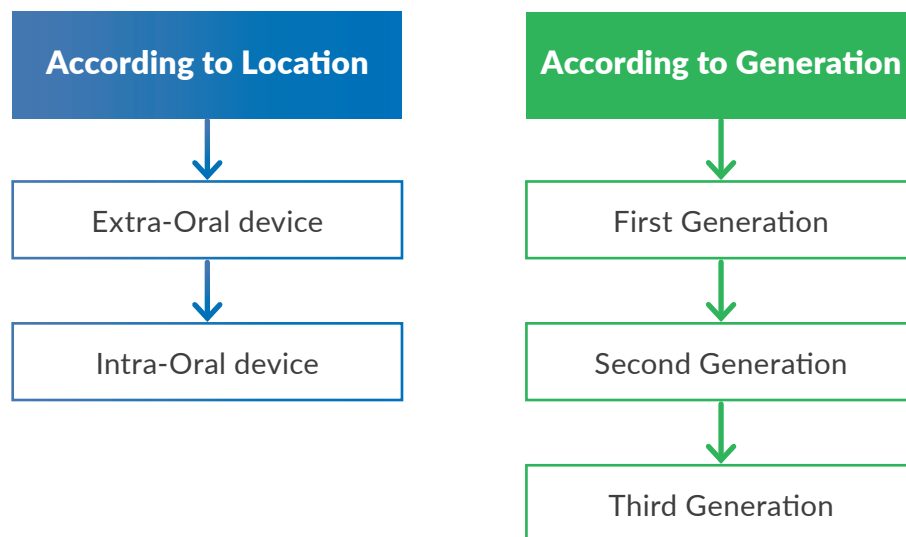 According to Location
Extra-Oral device
Intra-Oral device
According to Generation
First Generation
Second Generation
Third Generation